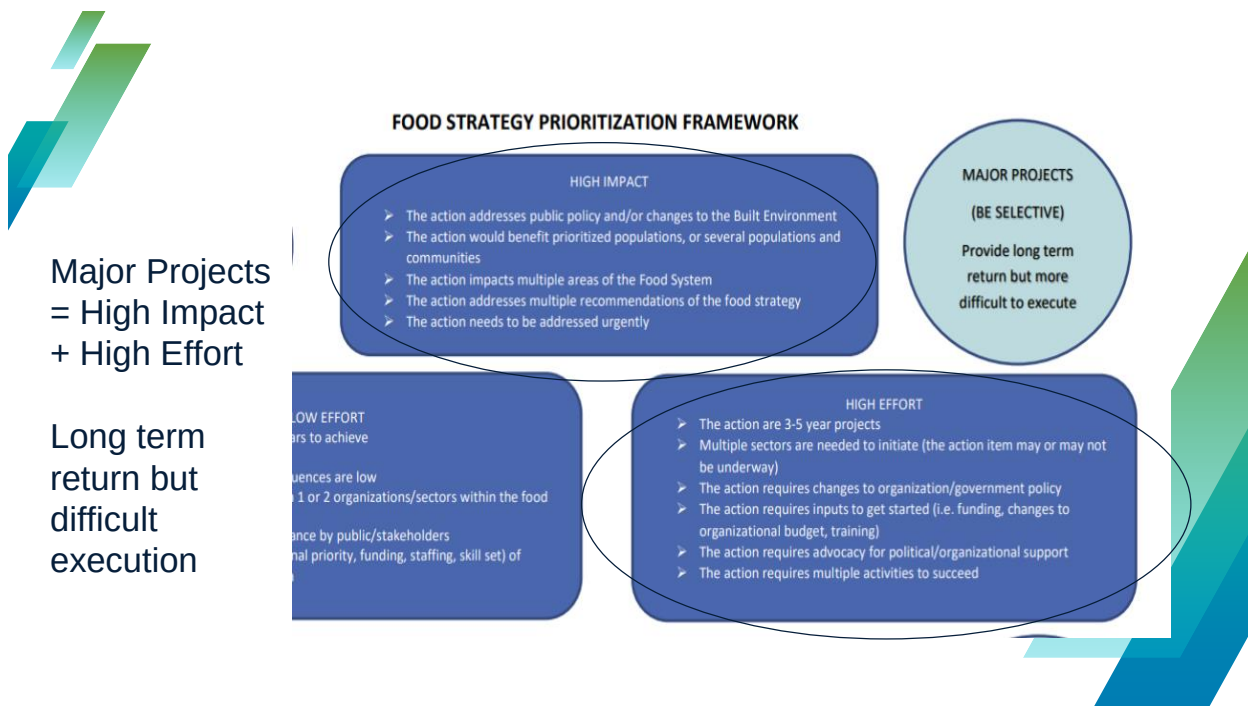 FOOD STRATEGY PRIORITIZATION FRAMEWORK
HIGH IMPACT
➢ The action addresses public policy and/or changes to the Built Environment
➢ The action would benefit prioritized populations, or several populations and
communities
➢ The action impacts multiple areas of the Food System
➢ The action addresses multiple recommendations of the food strategy
➢ The action needs to be addressed urgently
MAJOR PROJECTS
(BE SELECTIVE)
Provide long term
return but more
difficult to execute
Major Projects
= High Impact
+ High Effort
Long term
return but
difficult
execution
LOW EFFORT
to achieve
are low
1 or 2 organizations/sectors within the food
by public/stakeholders
priority, funding, staffing, skill set) of
HIGH EFFORT
➢ The action are 3-5 year projects
➢ Multiple sectors are needed to initiate (the action item may or may not
be underway)
➢ The action requires changes to organization/government policy
➢ The action requires inputs to get started (i.e. funding, changes to
organizational budget, training)
➢ The action requires advocacy for political/organizational support
➢ The action requires multiple activities to succeed